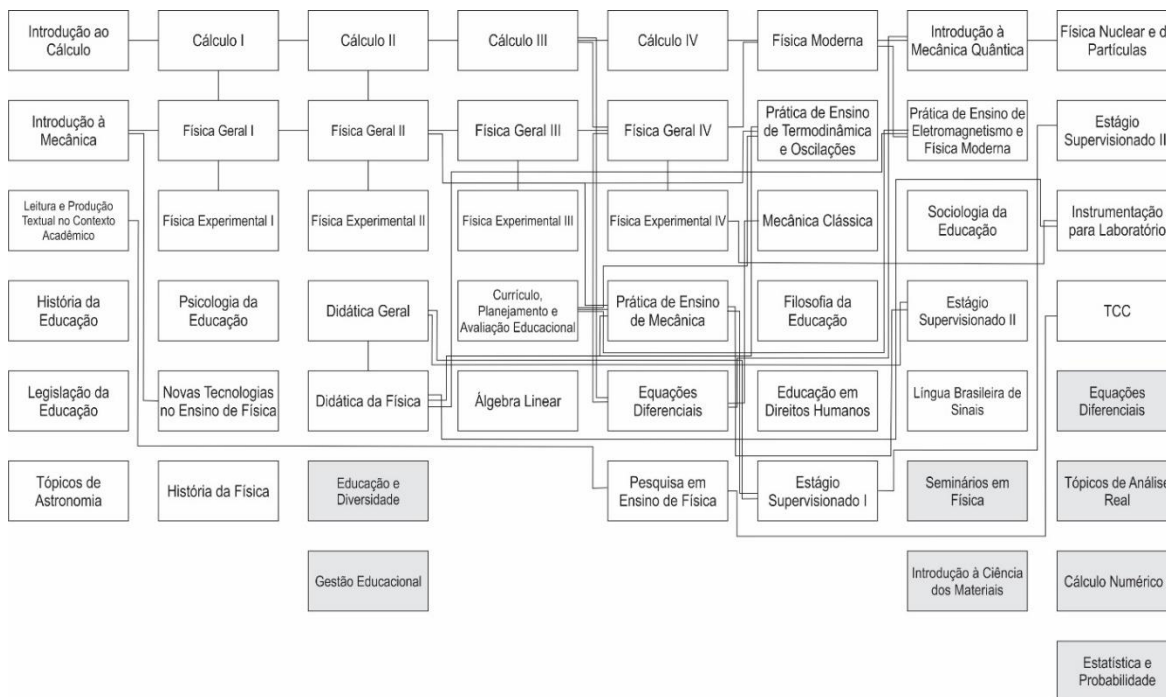 Introdução ao
Cálculo
Cálculo I
Cálculo II
Cálculo III
Cálculo IV
Física Moderna
Introdução à
Mecânica Quântica
Física Nuclear e d
Partículas
Introdução à
Mecânica
Física Geral I
Física Geral II
Física Geral III
Física Geral IV
Prática de Ensino
de Termodinâmica
e Oscilações
Prática de Ensino de
Eletromagnetismo e
Física Moderna
Estágio
Supervisionado II
Leitura e Produção
Textual no Contexto
Acadêmico
Física Experimental I
Física Experimental II
Física Experimental III
Física Experimental IV
Mecânica Clássica
Sociologia da
Educação
Instrumentação
para Laboratório
História da
Educação
Psicologia da
Educação
Didática Geral
Currículo,
Planejamento e
Avaliação Educacional
Prática de Ensino
de Mecânica
Filosofia da
Educação
Estágio
Supervisionado II
TCC
Legislação da
Educação
Novas Tecnologias
no Ensino de Física
Didática da Física
Álgebra Linear
Equações
Diferenciais
Educação em
Direitos Humanos
Língua Brasileira de
Sinais
Equações
Diferenciais
Tópicos de
Astronomia
História da Física
Educação e
Diversidade
Pesquisa em
Ensino de Física
Estágio
Supervisionado I
Seminários em
Física
Tópicos de Análise
Real
Gestão Educacional
Introdução à Ciência
dos Materiais
Cálculo Numérico
Estatística e
Probabilidade